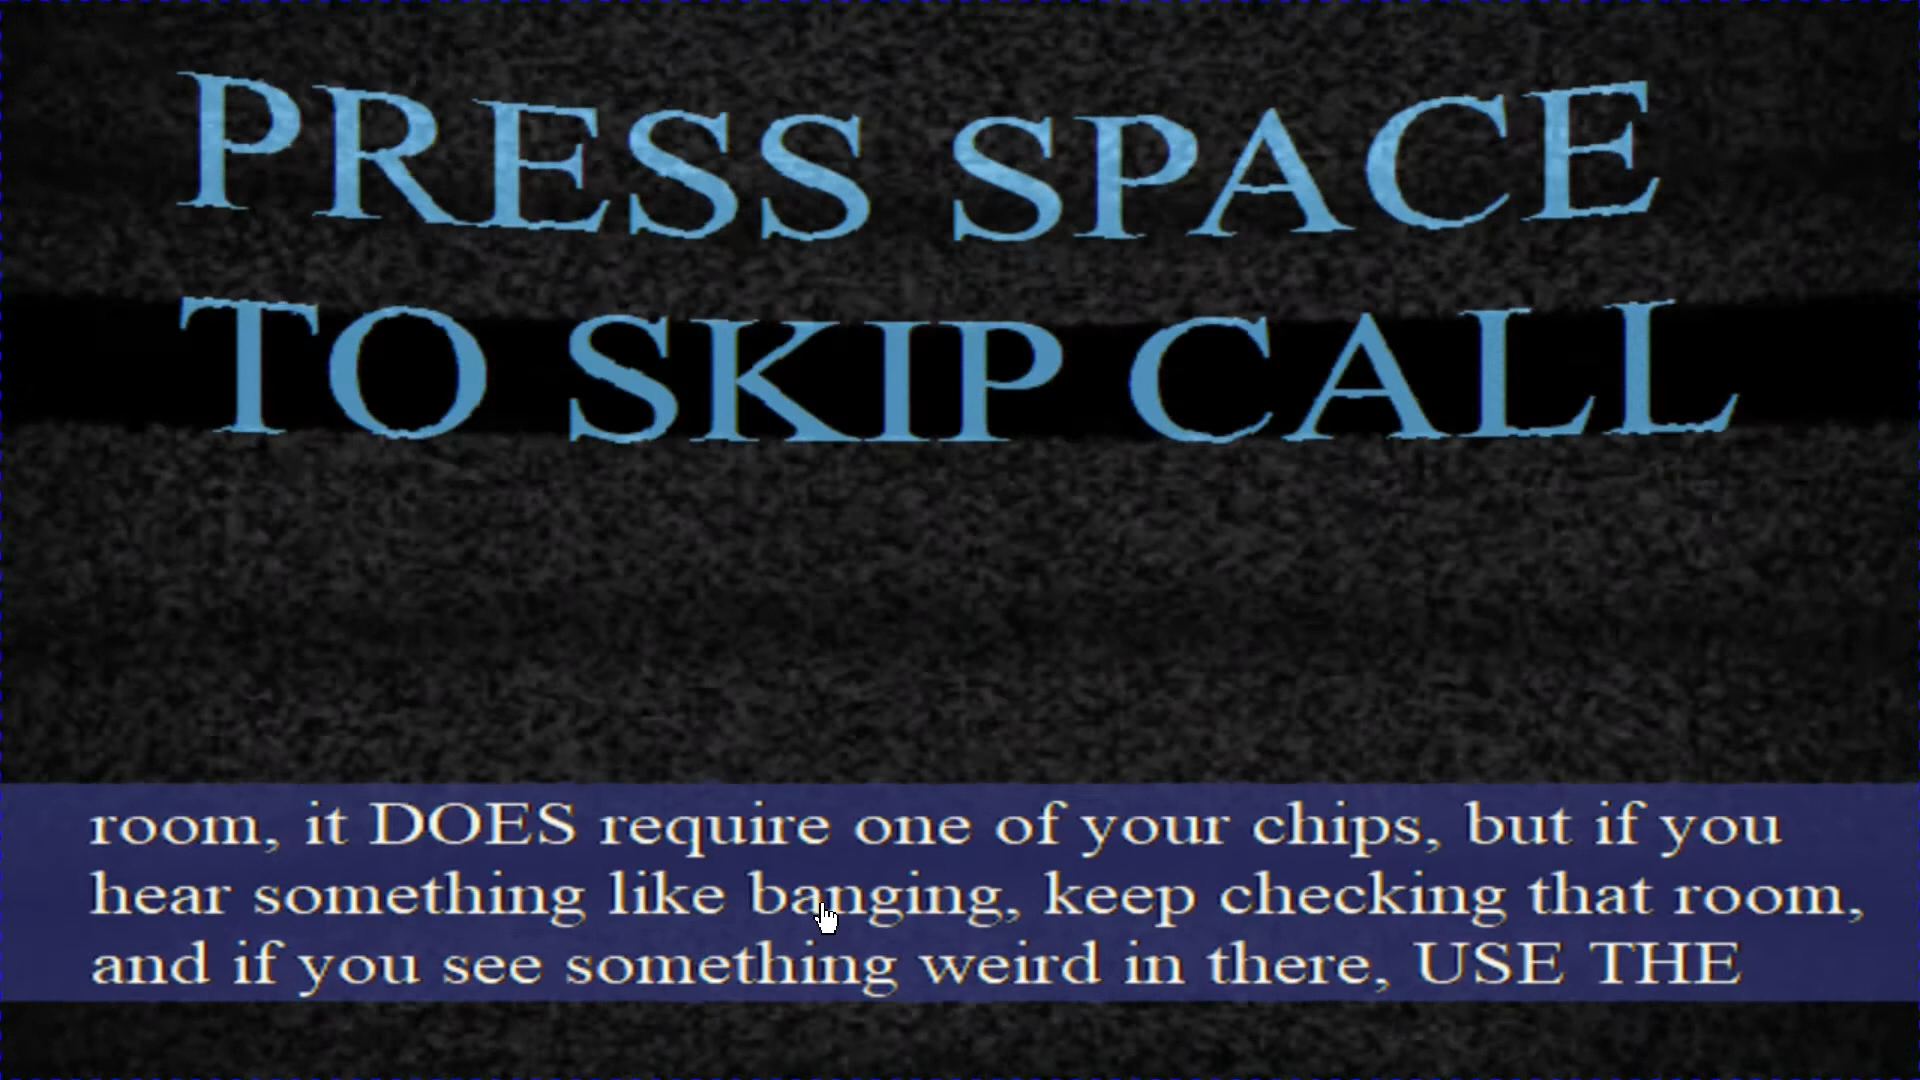 PRESS SPACE
TO SKIP CALL
room, it DOES require one of your chips, but if you
hear something like banging, keep checking that room,
and if you see something weird in there, USE THE